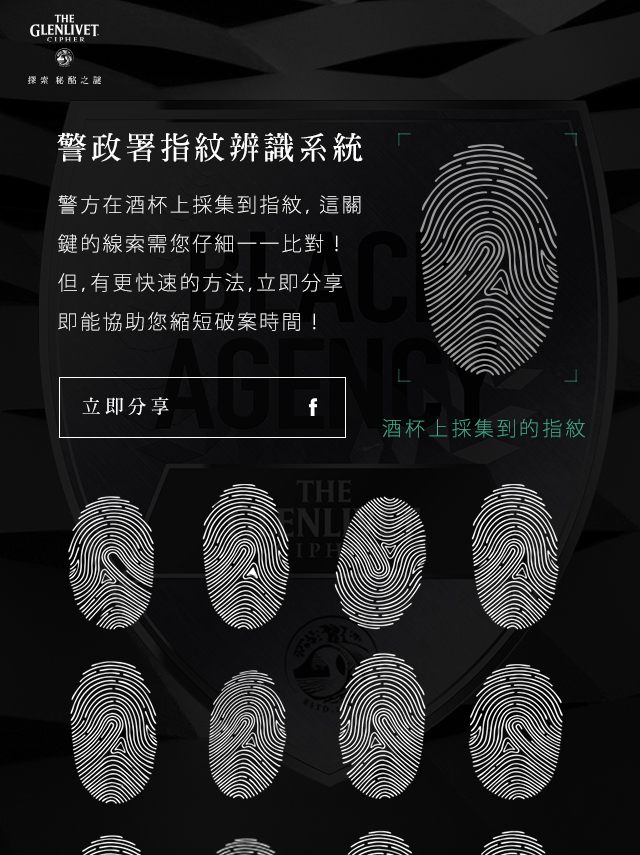 THE
GLENLIVET
CIPHER
探索 秘酩之謎
警政署指紋辨識系統
警方在酒杯上採集到指紋, 這關
鍵的線索需您仔細一一比對！
但,有更快速的方法,立即分享
即能協助您縮短破案時間！
立即分享 f
酒杯上採集到的指紋
BLACK
AGENCY
THE